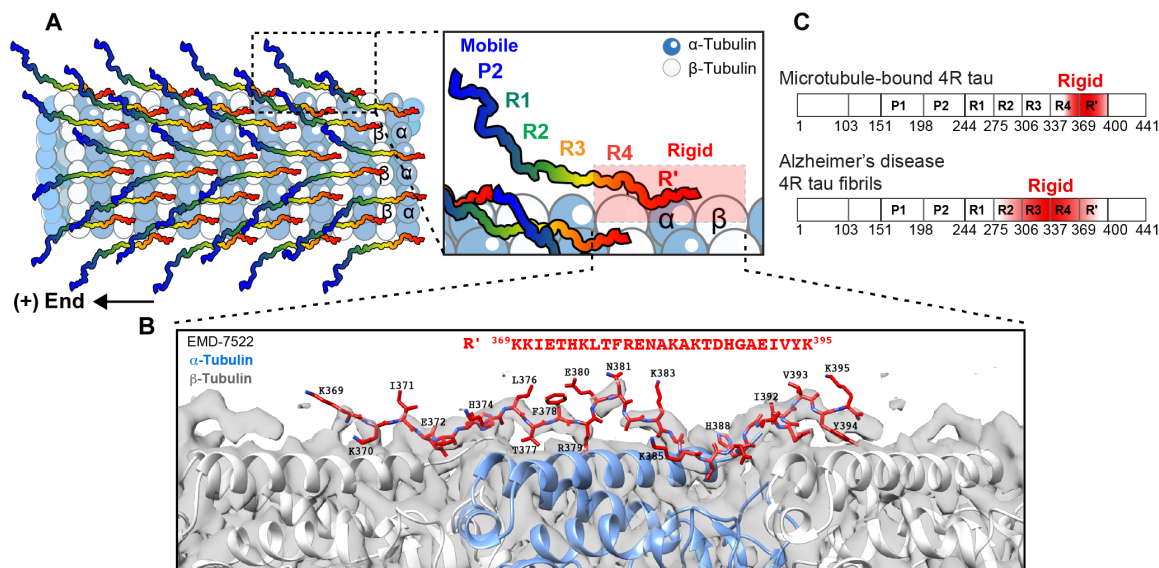 A
(+) End
β α
β α
β α
Mobile
P2
R1
R2
R3
R4
Rigid
R'
α β
α-Tubulin
β-Tubulin
C
Microtubule-bound 4R tau
Rigid
P1 P2 R1 R2 R3 R4 R'
1 103 151 198 244 275 306 337 369 400 441
Alzheimer's disease
4R tau fibrils
Rigid
P1 P2 R1 R2 R3 R4 R'
1 103 151 198 244 275 306 337 369 400 441
B
EMD-7522
α-Tubulin
β-Tubulin
R' 369KKIETHKLTFRENAKAKTDHGAEIVYK395
K369
K370
I371
E372
H374
L376
T377
F378
R379
E380
N381
K383
K385
H388
I392
V393
Y394
K395